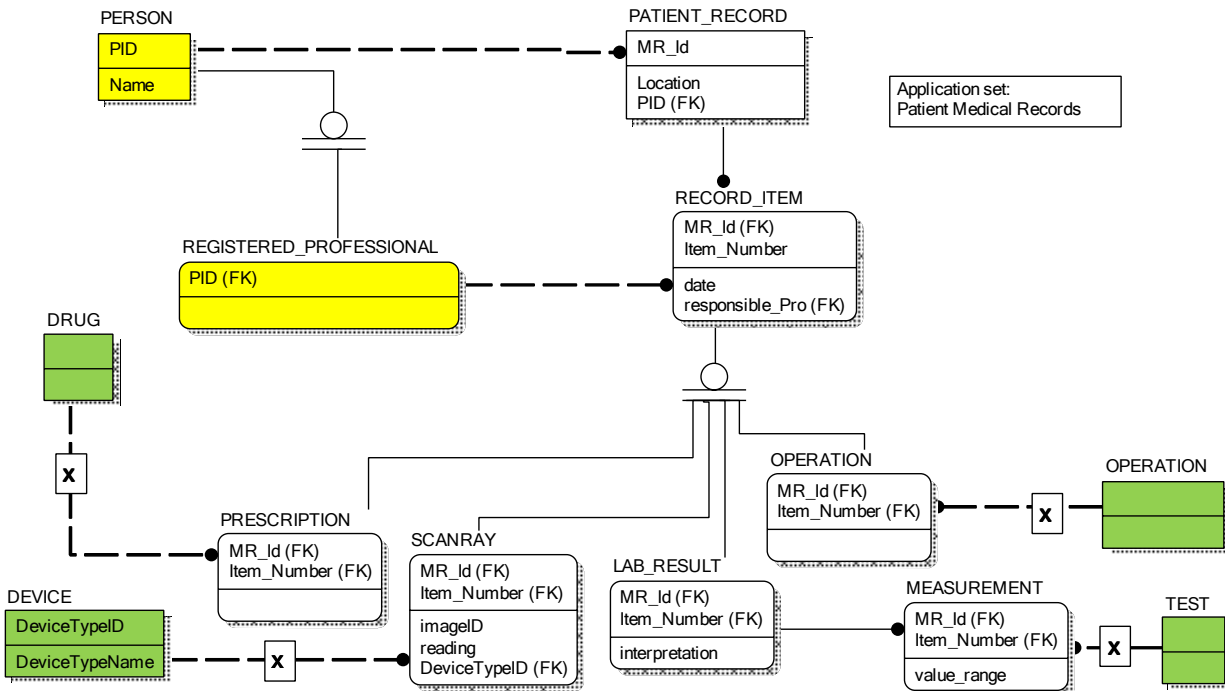 PERSON
PID
Name
PATIENT_RECORD
MR_Id
Location
PID (FK)
Application set:
Patient Medical Records
RECORD_ITEM
MR_Id (FK)
Item_Number
date
responsible_Pro (FK)
REGISTERED_PROFESSIONAL
PID (FK)
DRUG
x
PRESCRIPTION
MR_Id (FK)
Item_Number (FK)
DEVICE
DeviceTypeID
DeviceTypeName
x
SCANRAY
MR_Id (FK)
Item_Number (FK)
imageID
reading
DeviceTypeID (FK)
LAB_RESULT
MR_Id (FK)
Item_Number (FK)
interpretation
OPERATION
MR_Id (FK)
Item_Number (FK)
x
OPERATION
MEASUREMENT
MR_Id (FK)
Item_Number (FK)
value_range
x
TEST